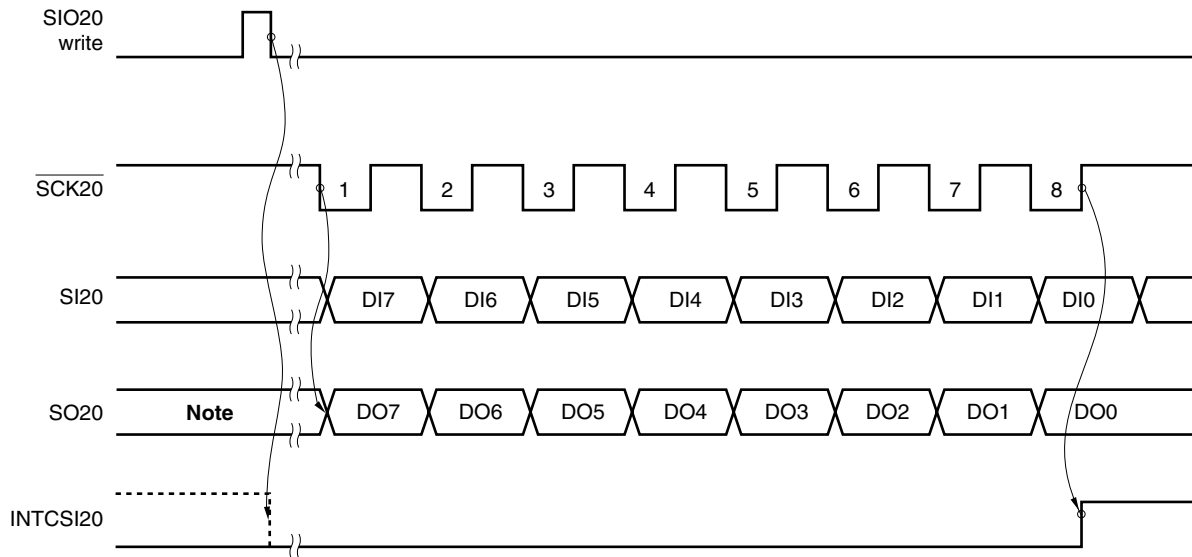 SIO20
write
SCK20
1 2 3 4 5 6 7 8
SI20
DI7 DI6 DI5 DI4 DI3 DI2 DI1 DI0
SO20
Note DO7 DO6 DO5 DO4 DO3 DO2 DO1 DO0
INTCSI20